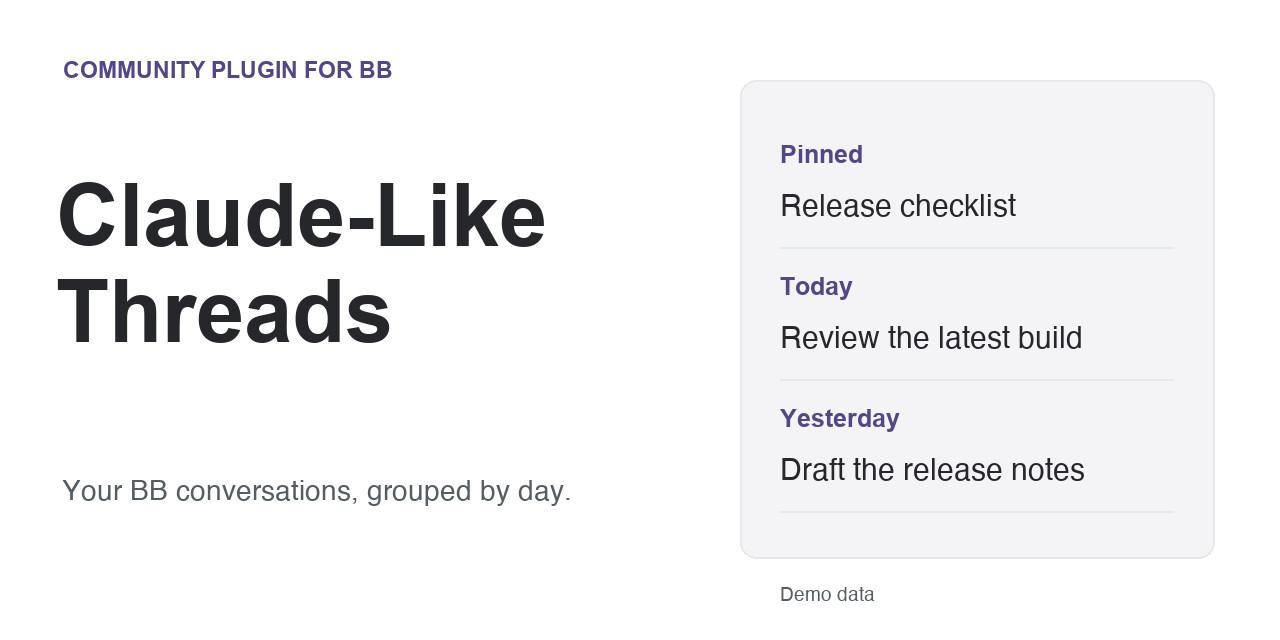 COMMUNITY PLUGIN FOR BB
Claude-Like
Threads
Your BB conversations, grouped by day.
Pinned
Release checklist
Today
Review the latest build
Yesterday
Draft the release notes
Demo data